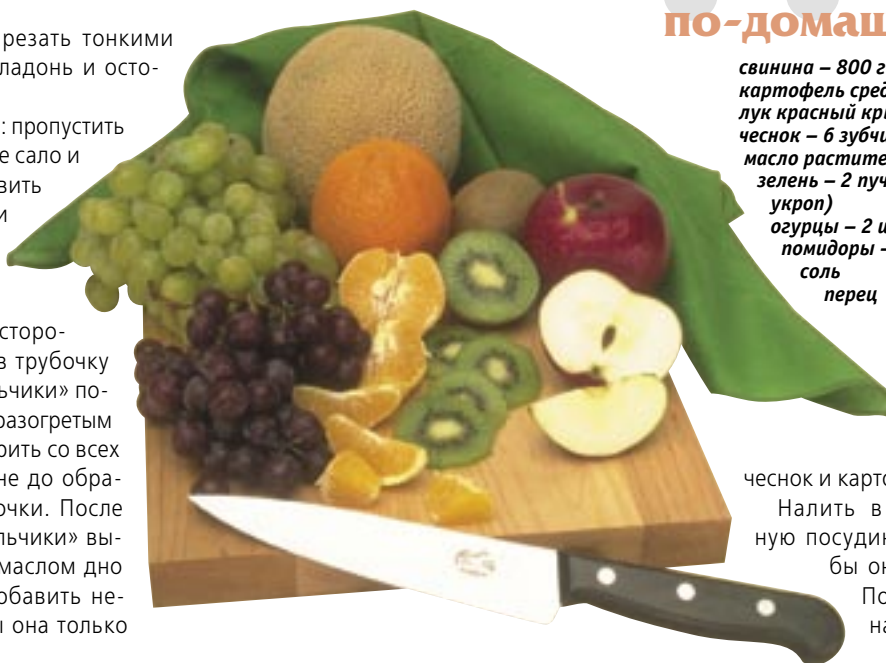 резать тонкими
ладонь и осто-
: пропустить
е сало и
вить
и
сторо-
в трубочку
ьчики» по-
разогретым
рить со всех
не до обра-
очки. После
льчики» вы-
маслом дно
обавить не-
ы она только
по-домаш
свинина – 800 г
картофель сред
лук красный кры
чеснок – 6 зубчи
масло растите
зелень – 2 пуч
укроп)
огурцы – 2 ш
помидоры –
соль
перец
чеснок и карто
Налить в
ную посудин
бы он
По
на